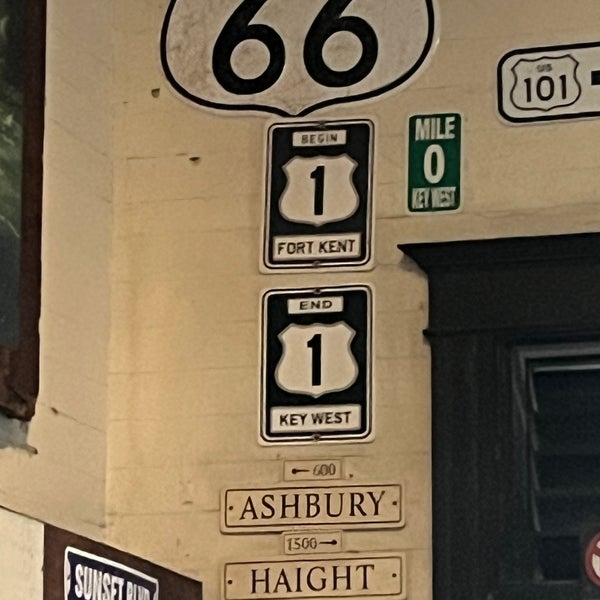 66
BEGIN
1
FORT KENT
MILE
0
KEY WEST
US
101
END
1
KEY WEST
600
ASHBURY
1500
HAIGHT
SUNSET BLVD